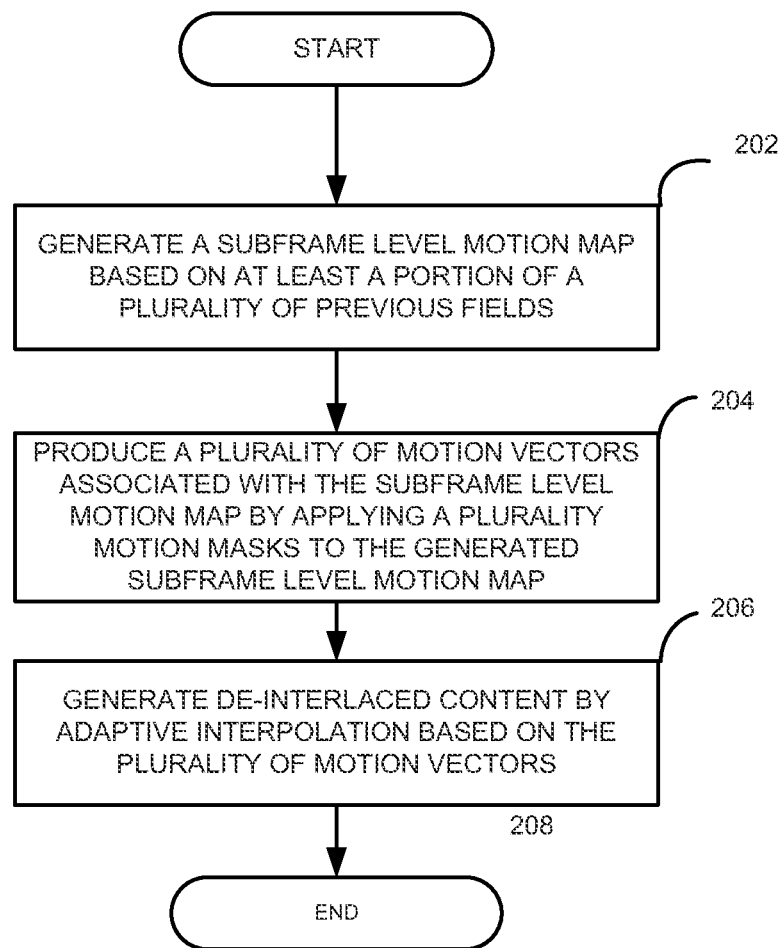 START
202
GENERATE A SUBFRAME LEVEL MOTION MAP
BASED ON AT LEAST A PORTION OF A
PLURALITY OF PREVIOUS FIELDS
204
PRODUCE A PLURALITY OF MOTION VECTORS
ASSOCIATED WITH THE SUBFRAME LEVEL
MOTION MAP BY APPLYING A PLURALITY
MOTION MASKS TO THE GENERATED
SUBFRAME LEVEL MOTION MAP
206
GENERATE DE-INTERLACED CONTENT BY
ADAPTIVE INTERPOLATION BASED ON THE
PLURALITY OF MOTION VECTORS
208
END